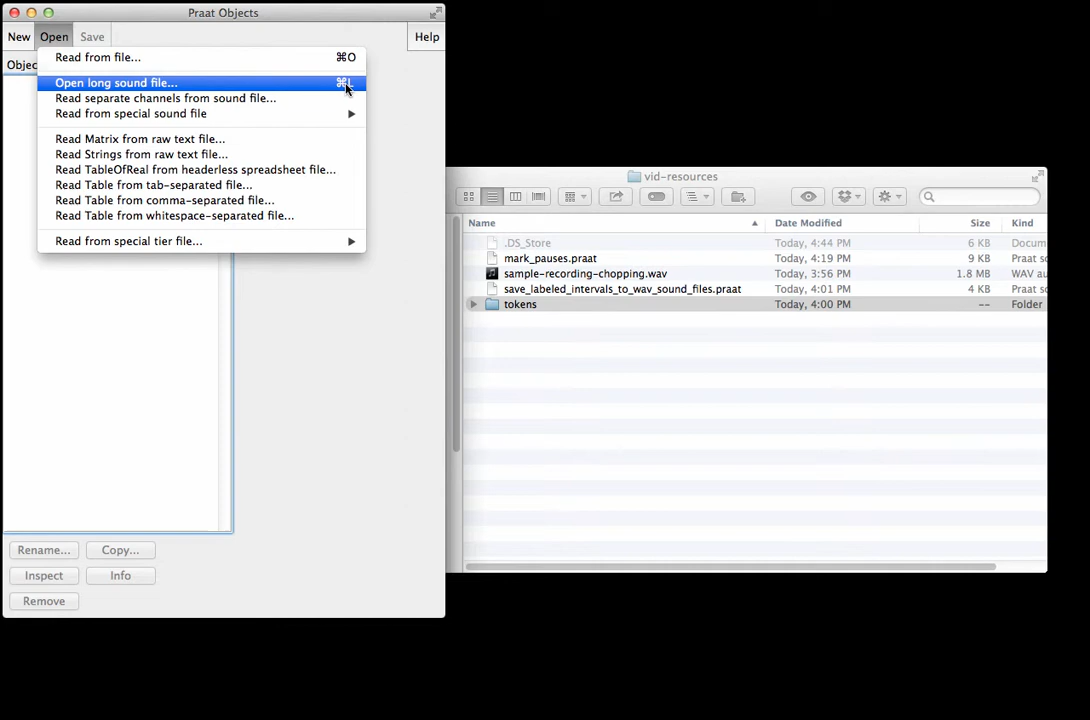 Praat Objects
New Open Save Help
Objec
Read from file... ⌘O
Open long sound file... ⌘L
Read separate channels from sound file...
Read from special sound file
Read Matrix from raw text file...
Read Strings from raw text file...
Read TableOfReal from headerless spreadsheet file...
Read Table from tab-separated file...
Read Table from comma-separated file...
Read Table from whitespace-separated file...
Read from special tier file...
Rename... Copy...
Inspect Info
Remove
vid-resources
Name Date Modified Size Kind
.DS_Store Today, 4:44 PM 6 KB Docum
mark_pauses.praat Today, 4:19 PM 9 KB Praat sc
sample-recording-chopping.wav Today, 3:56 PM 1.8 MB WAV au
save_labeled_intervals_to_wav_sound_files.praat Today, 4:01 PM 4 KB Praat sc
tokens Today, 4:00 PM -- Folder